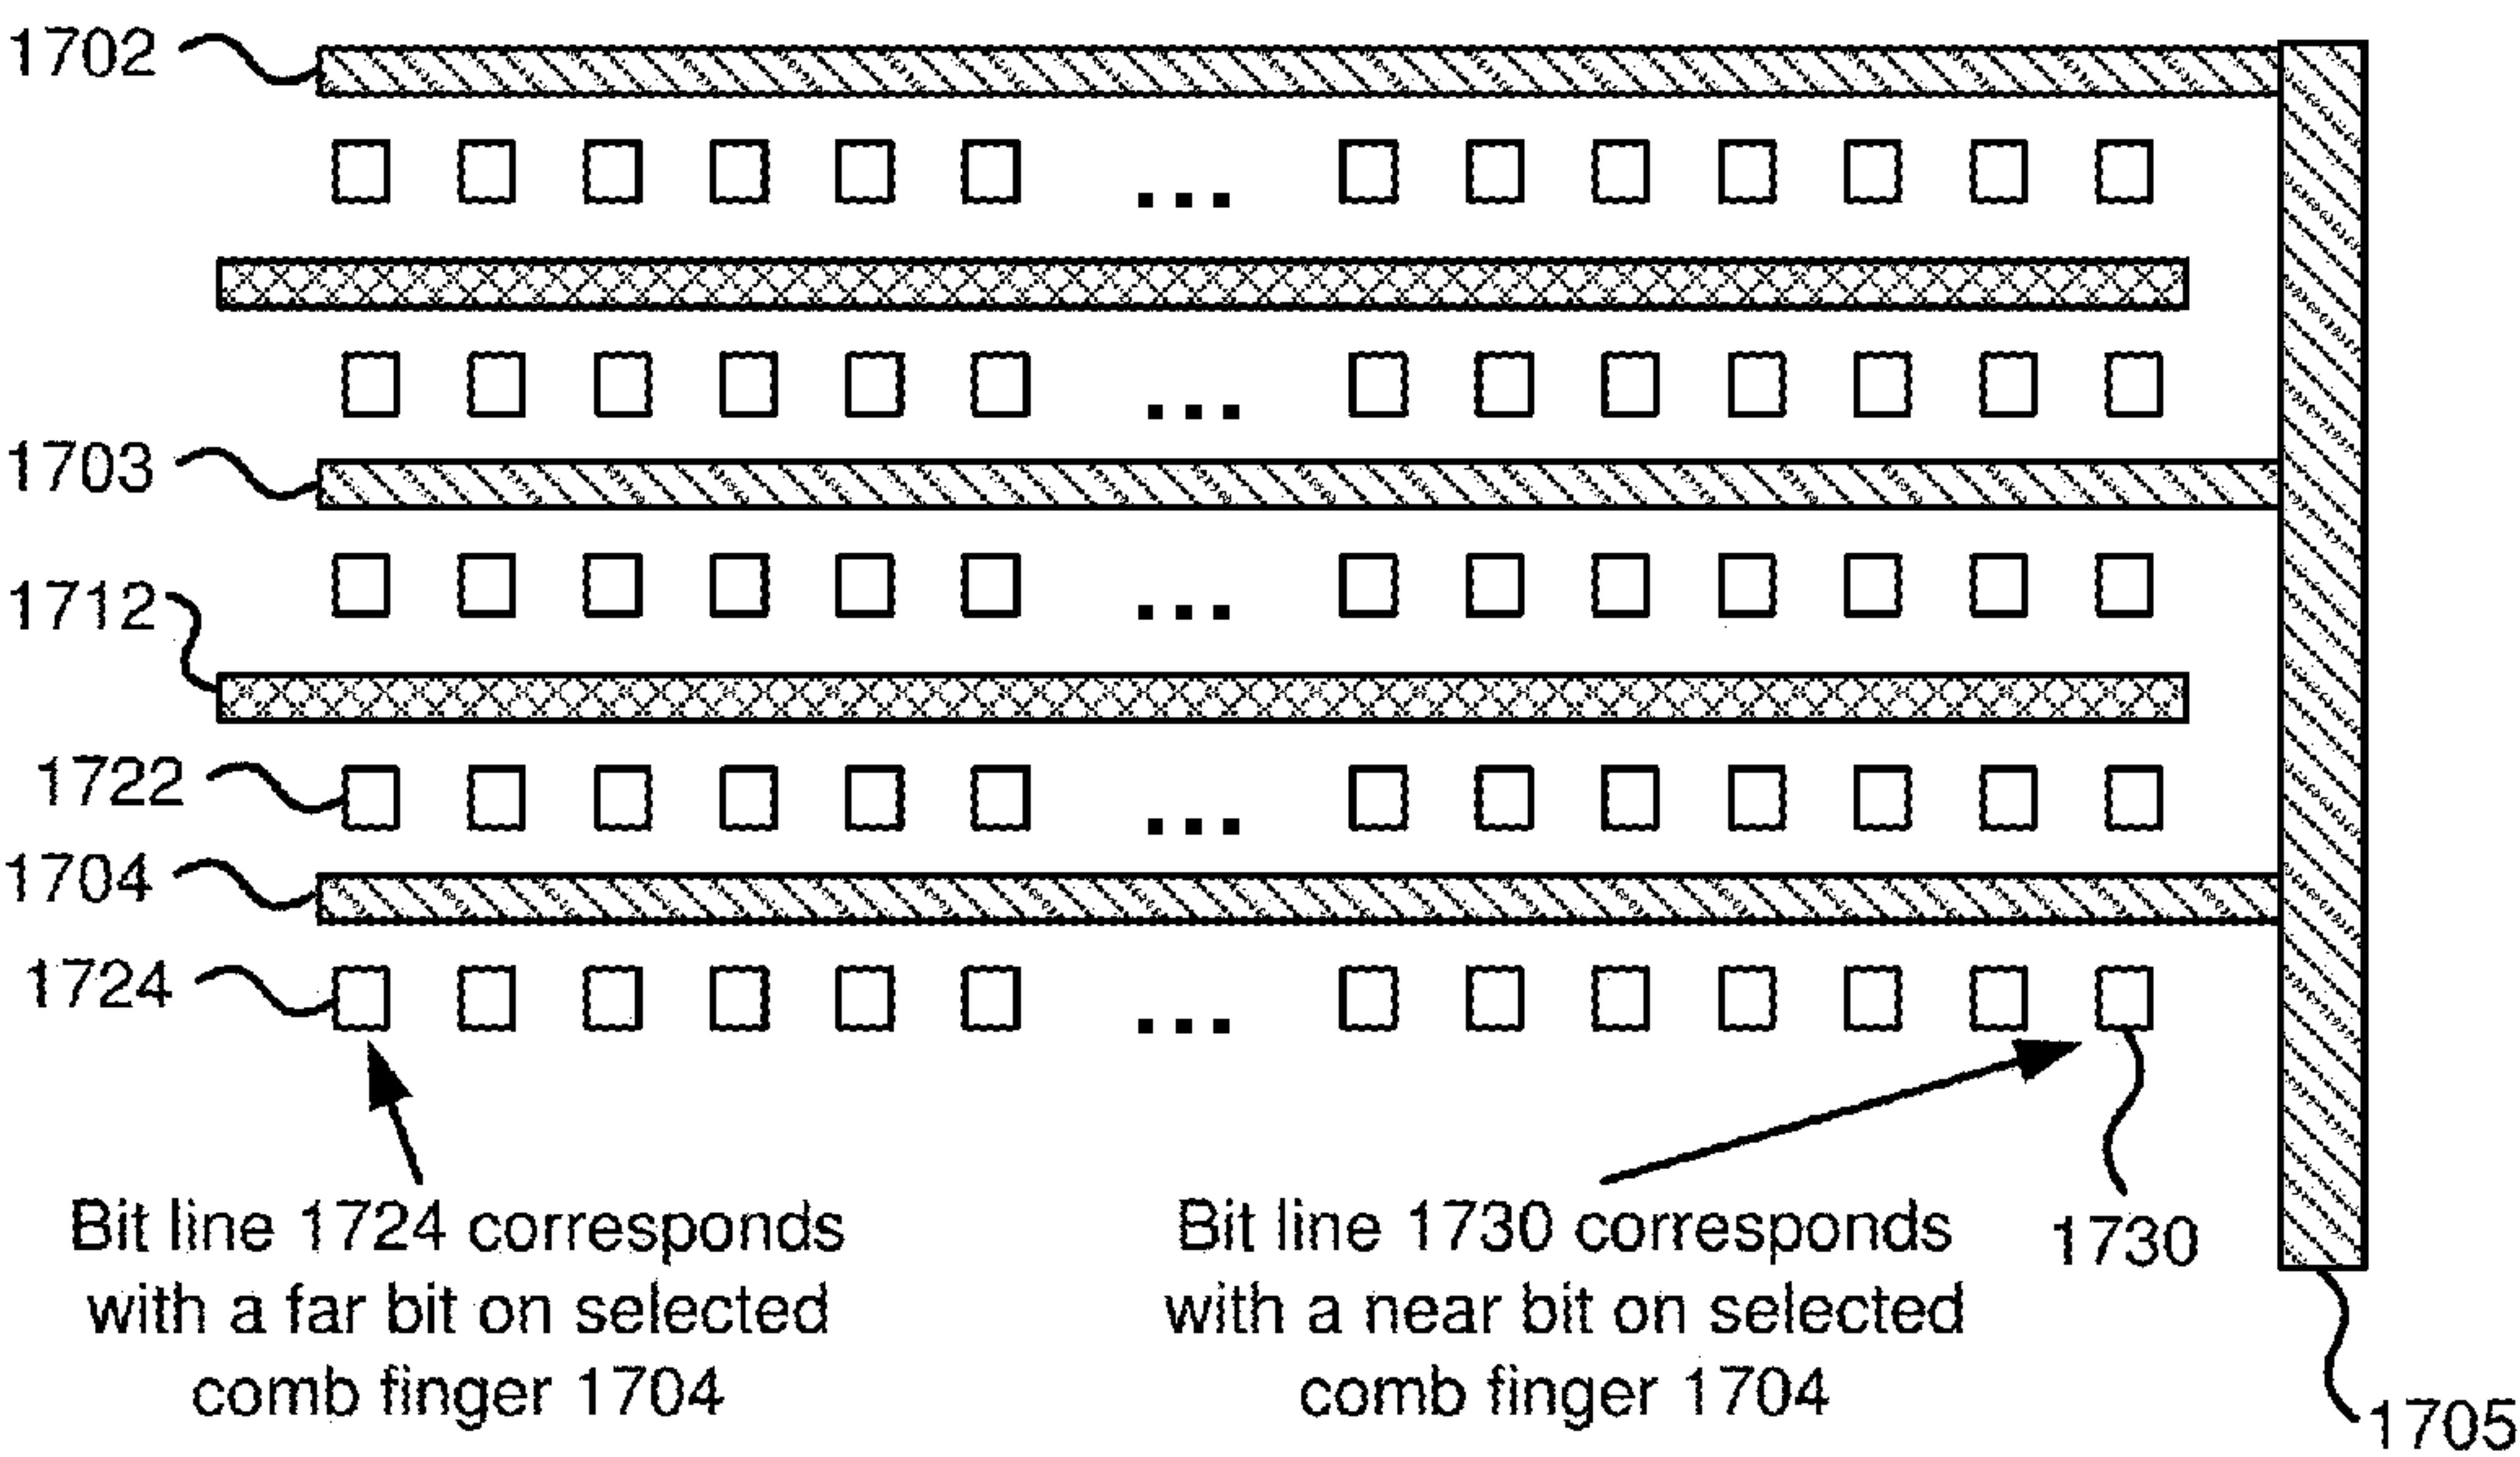 1702
1703
1712
1722
1704
1724
Bit line 1724 corresponds
with a far bit on selected
comb finger 1704
Bit line 1730 corresponds
with a near bit on selected
comb finger 1704
1730
1705